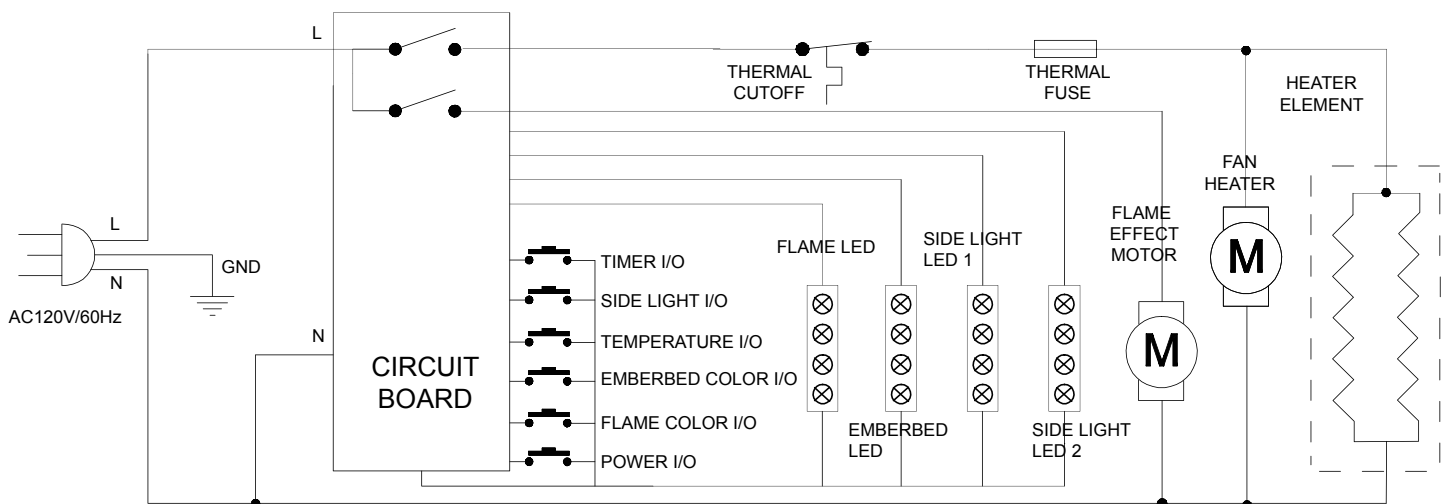 L
THERMAL
CUTOFF
THERMAL
FUSE
HEATER
ELEMENT
FAN
HEATER
M
FLAME
EFFECT
MOTOR
M
SIDE LIGHT
LED 1
FLAME LED
L
GND
N
AC120V/60Hz
N
CIRCUIT
BOARD
TIMER I/O
SIDE LIGHT I/O
TEMPERATURE I/O
EMBERBED COLOR I/O
FLAME COLOR I/O
POWER I/O
EMBERBED
LED
SIDE LIGHT
LED 2